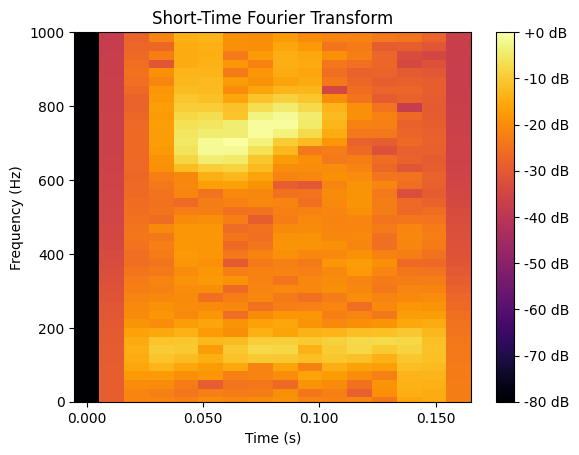 Short-Time Fourier Transform
1000
800
600
400
200
0
Frequency (Hz)
0.000
0.050
0.100
0.150
Time (s)
+0 dB
-10 dB
-20 dB
-30 dB
-40 dB
-50 dB
-60 dB
-70 dB
-80 dB